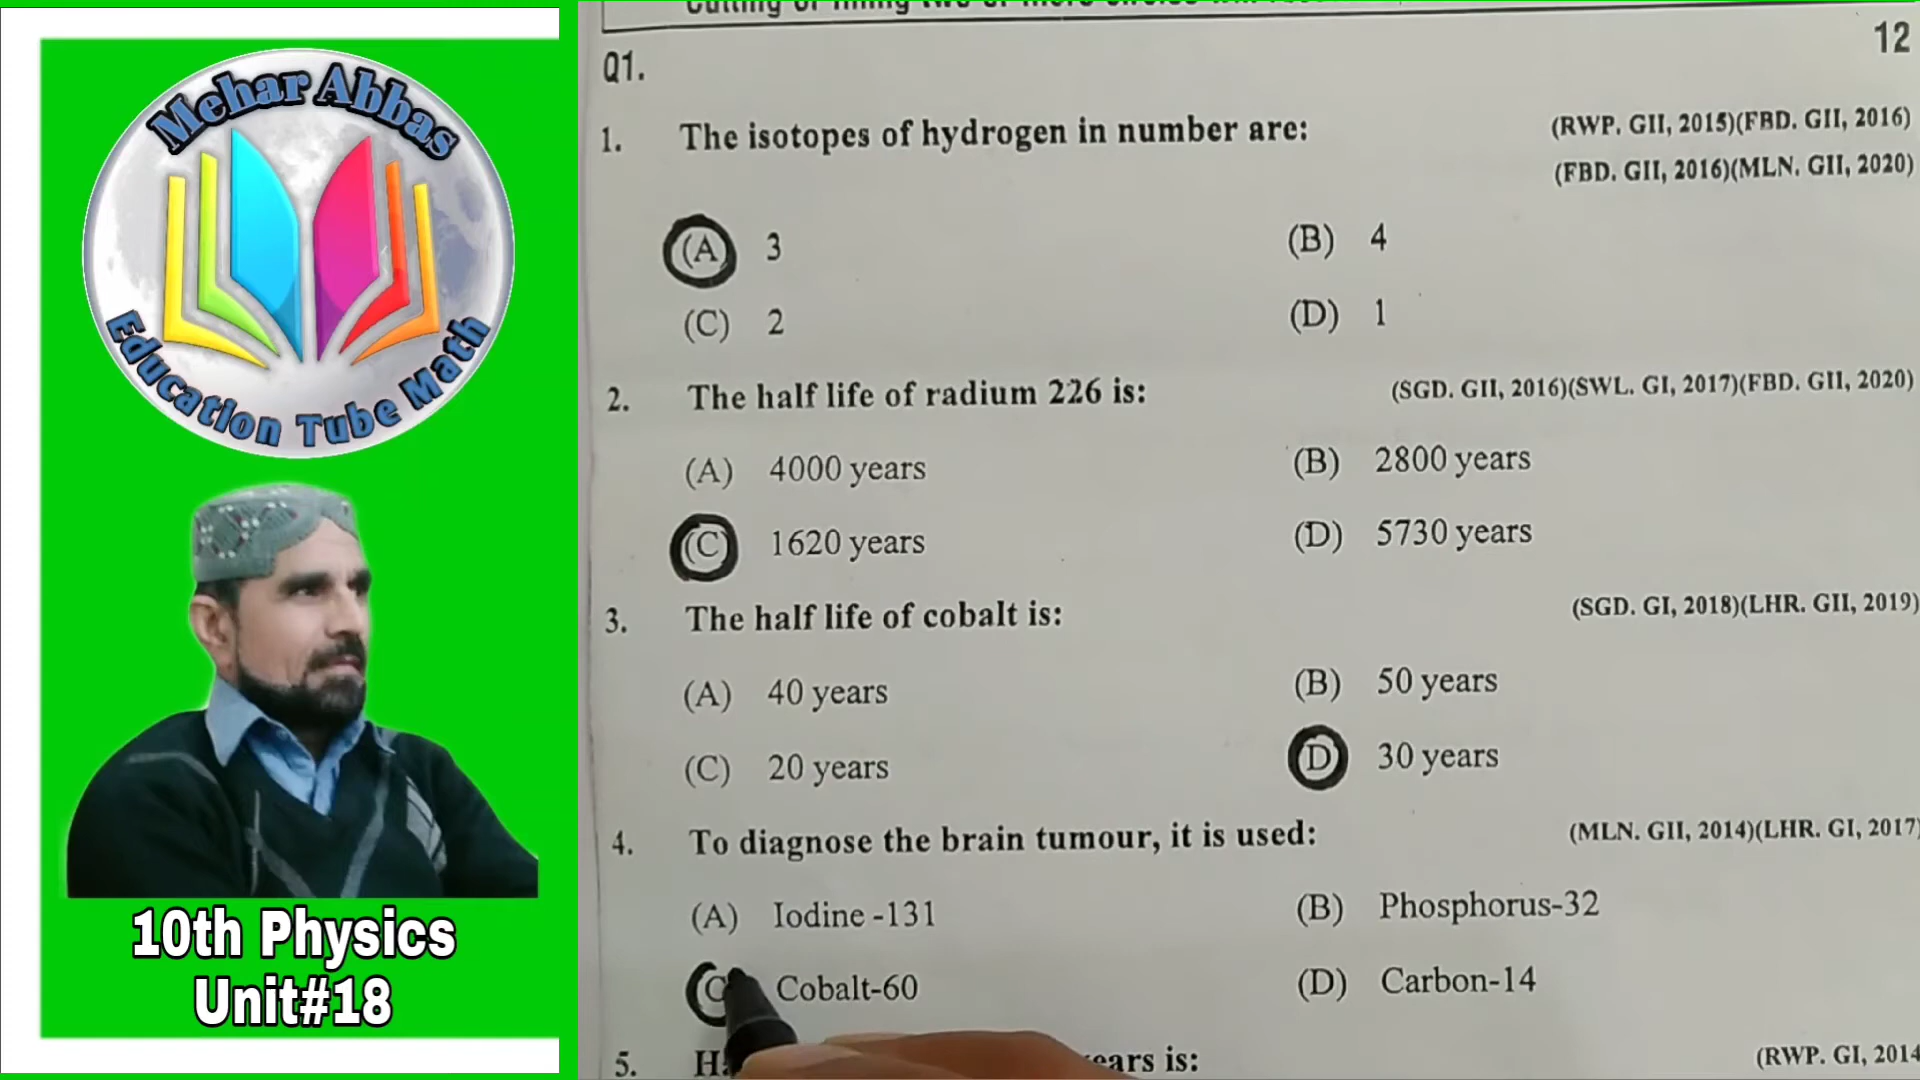 Mehar Abbas
Education Tube Math
10th Physics
Unit#18
12
Q1.
1. The isotopes of hydrogen in number are: (RWP. GII, 2015)(FBD. GII, 2016)
(FBD. GII, 2016)(MLN. GII, 2020)
(A) 3 (B) 4
(C) 2 (D) 1
2. The half life of radium 226 is: (SGD. GII, 2016)(SWL. GI, 2017)(FBD. GII, 2020)
(A) 4000 years (B) 2800 years
(C) 1620 years (D) 5730 years
3. The half life of cobalt is: (SGD. GI, 2018)(LHR. GII, 2019)
(A) 40 years (B) 50 years
(C) 20 years (D) 30 years
4. To diagnose the brain tumour, it is used: (MLN. GII, 2014)(LHR. GI, 2017)
(A) Iodine -131 (B) Phosphorus-32
(C Cobalt-60 (D) Carbon-14
5. is: (RWP. GI, 2014